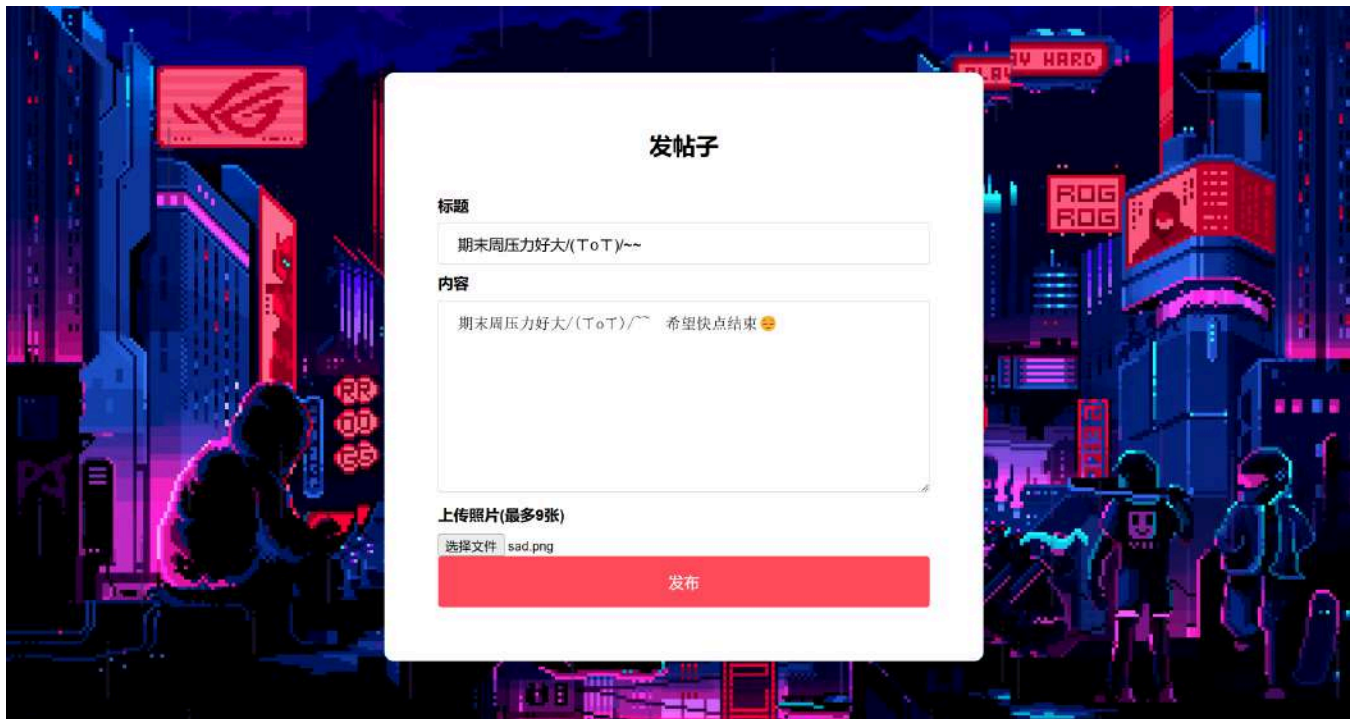 PLAY HARD
发帖子
ROG
ROG
标题
期末周压力好大/(ㄒoㄒ)/~~
内容
期末周压力好大/(ㄒoㄒ)/~~ 希望快点结束😔
上传照片(最多9张)
选择文件 sad.png
发布